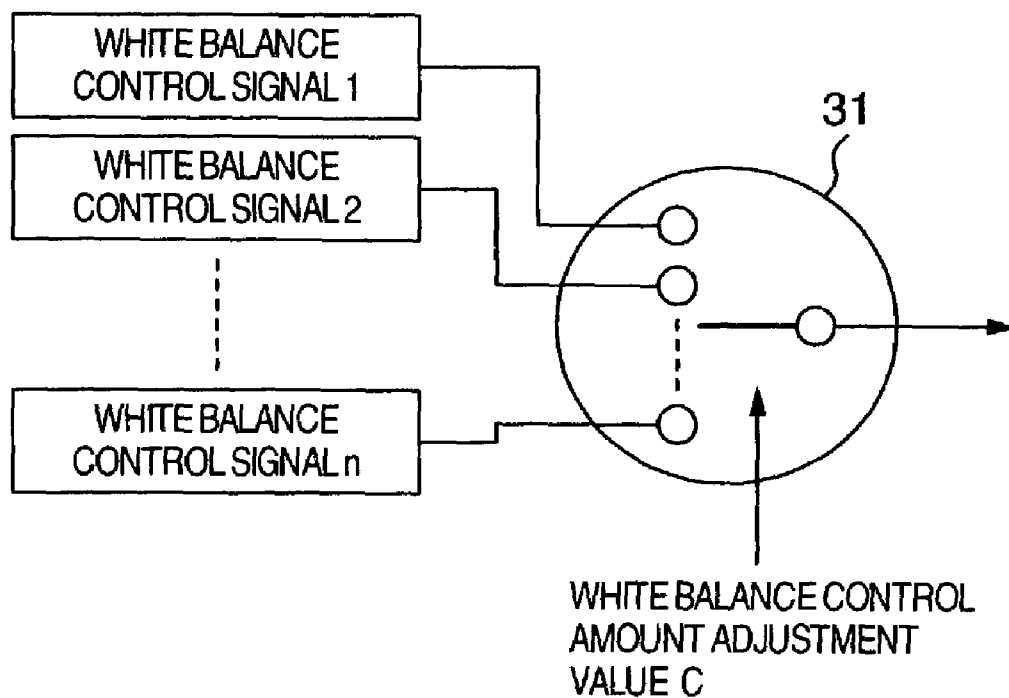 WHITE BALANCE
CONTROL SIGNAL 1
WHITE BALANCE
CONTROL SIGNAL 2
31
WHITE BALANCE
CONTROL SIGNAL n
WHITE BALANCE CONTROL
AMOUNT ADJUSTMENT
VALUE C